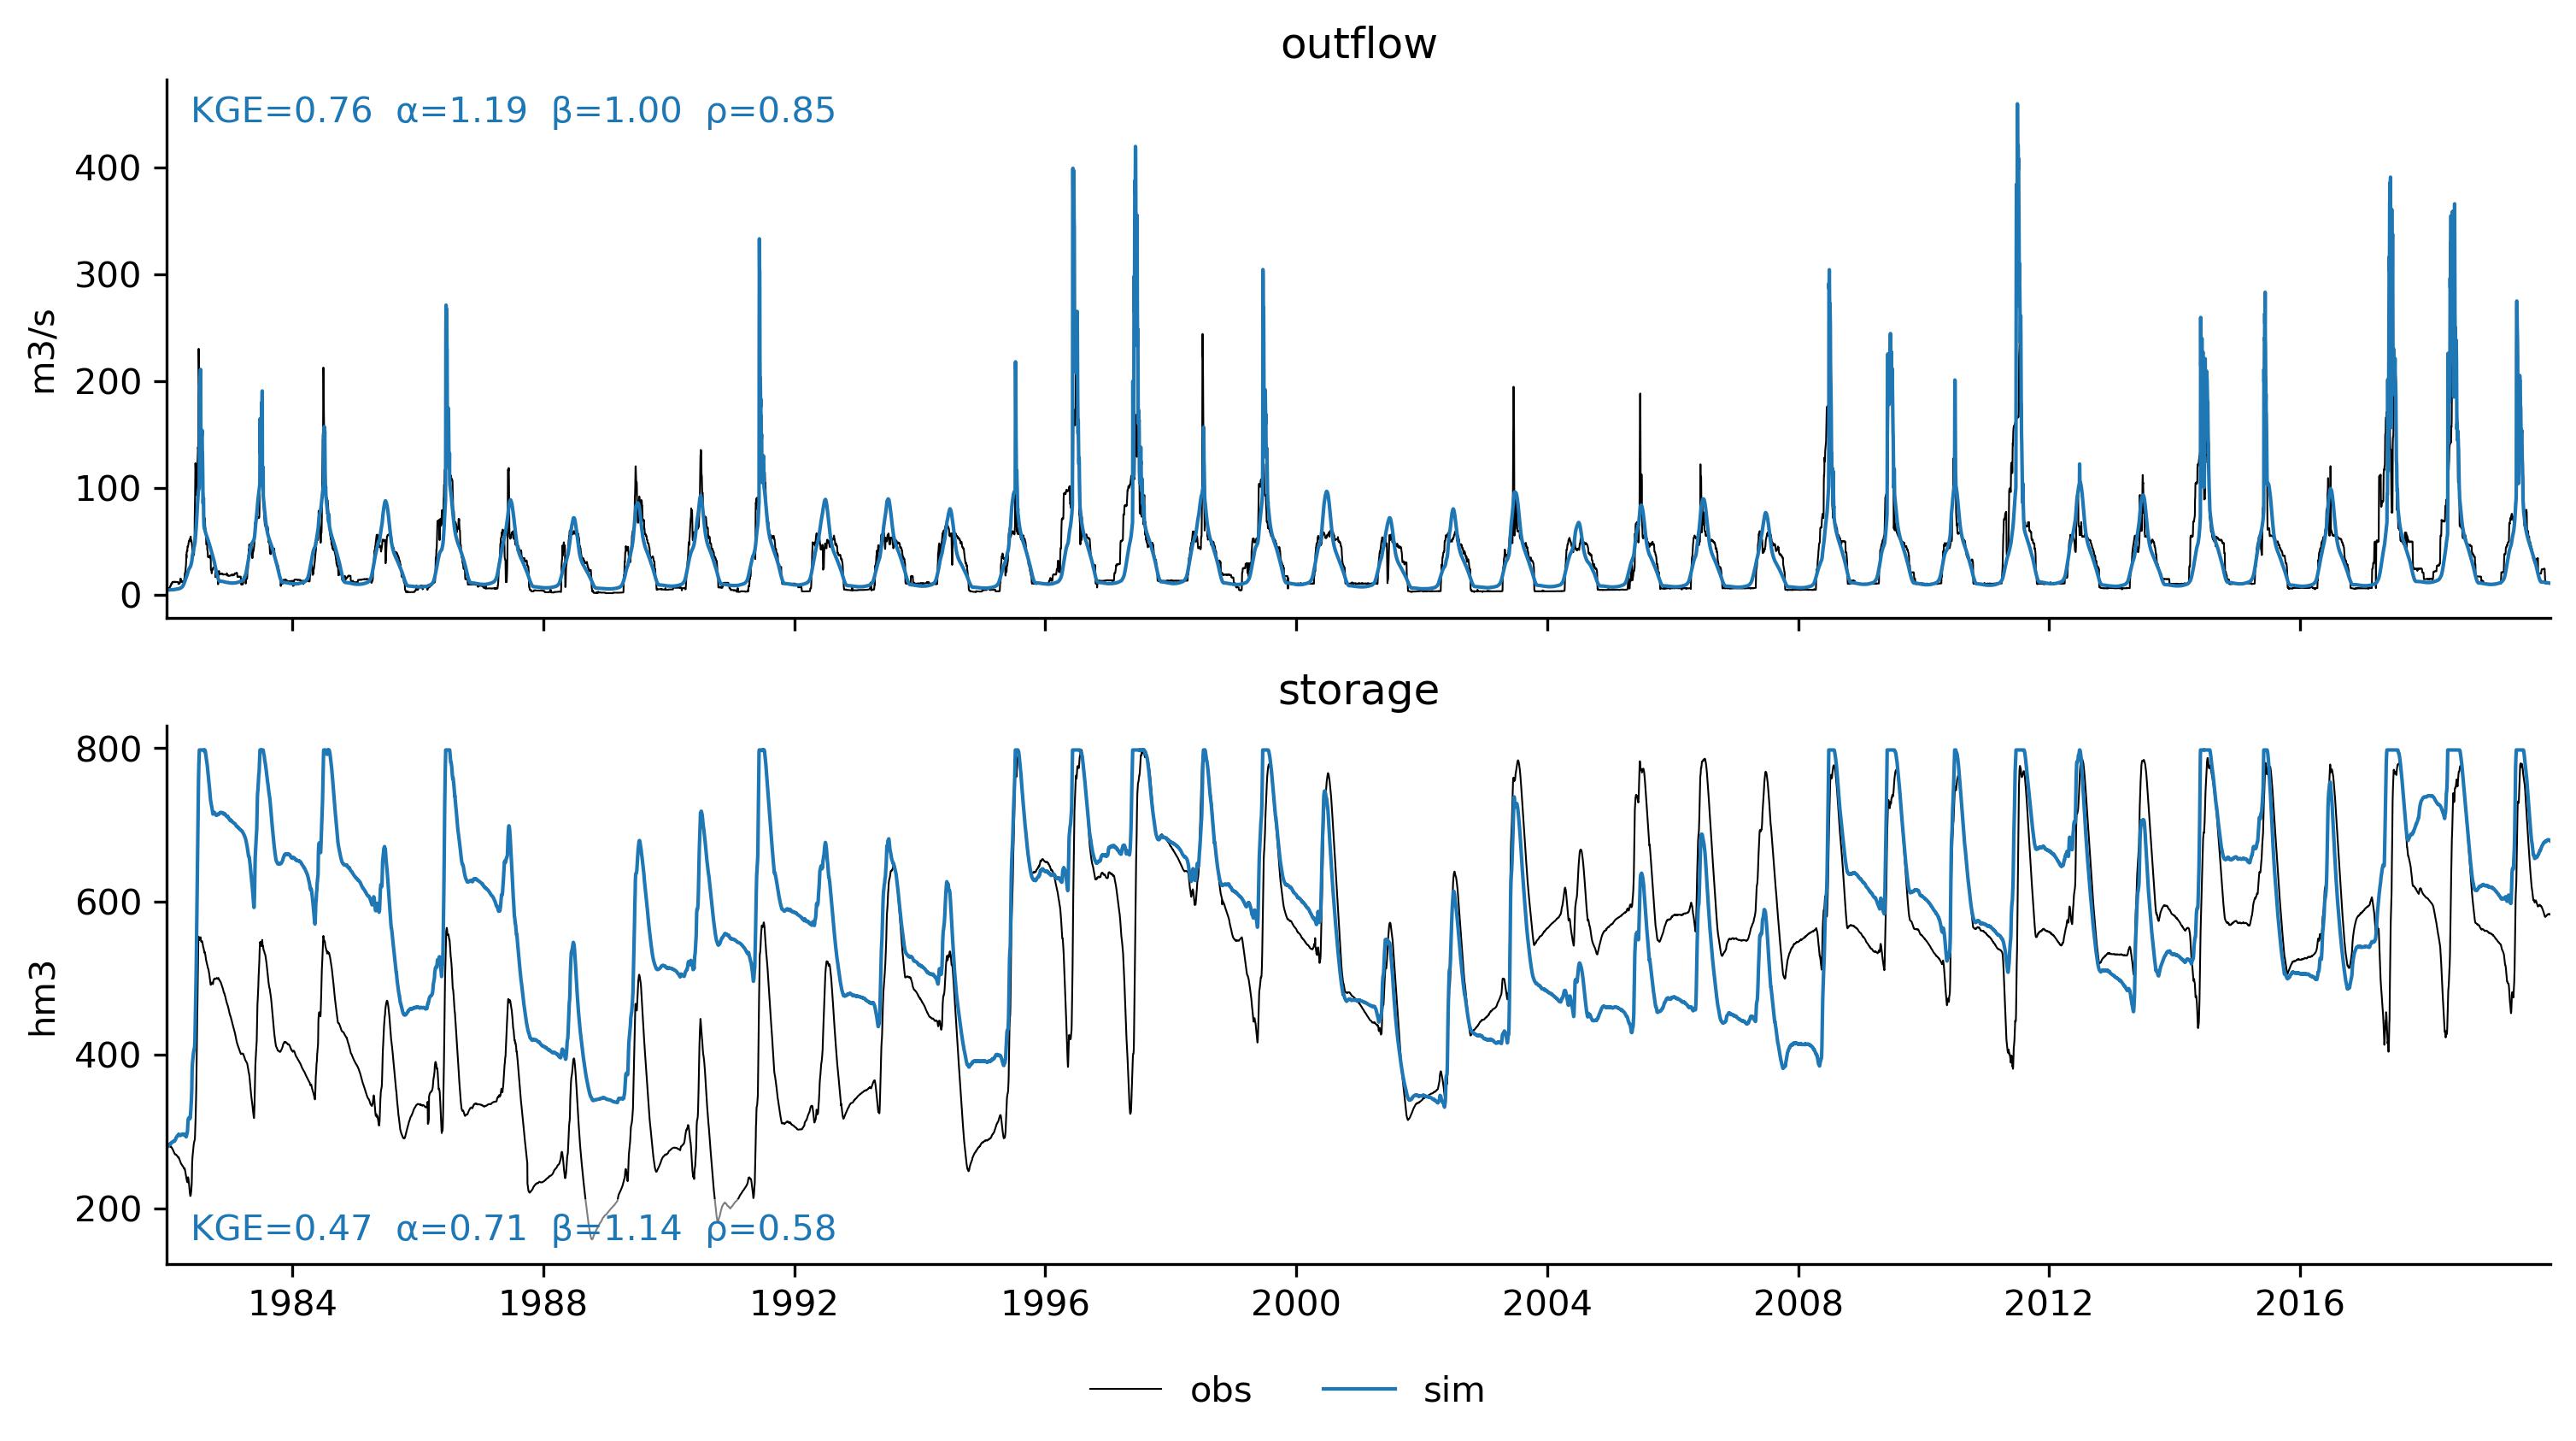 outflow
KGE=0.76 α=1.19 β=1.00 ρ=0.85
m3/s
400
300
200
100
0
storage
hm3
800
600
400
200
KGE=0.47 α=0.71 β=1.14 ρ=0.58
1984 1988 1992 1996 2000 2004 2008 2012 2016
obs sim